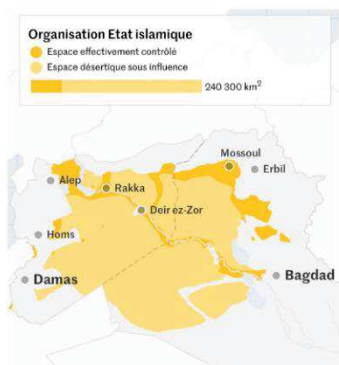 Organisation Etat islamique
Espace effectivement contrôlé
Espace désertique sous influence
240 300 km²
Mossoul
Erbil
Alep
Rakka
Deir ez-Zor
Homs
Damas
Bagdad